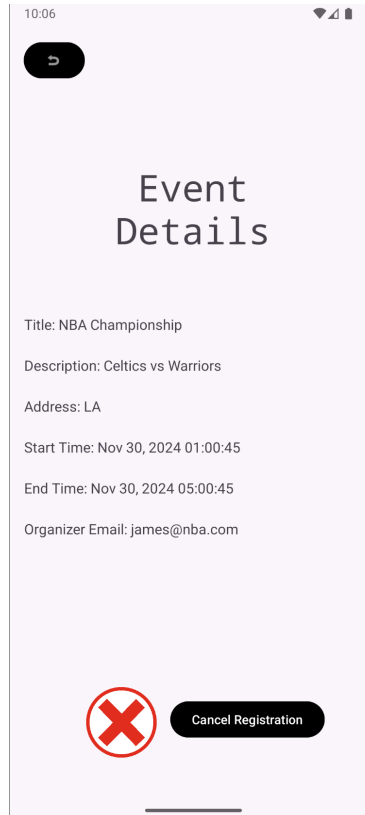 10:06
Event
Details
Title: NBA Championship
Description: Celtics vs Warriors
Address: LA
Start Time: Nov 30, 2024 01:00:45
End Time: Nov 30, 2024 05:00:45
Organizer Email: james@nba.com
Cancel Registration